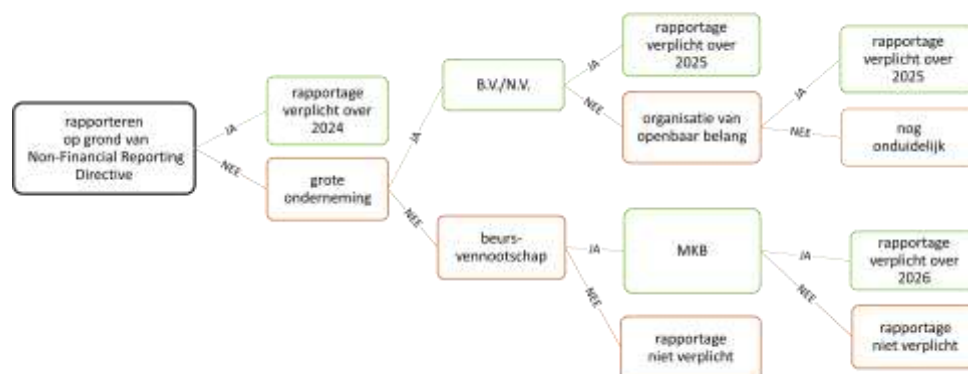 rapporteren
op grond van
Non-Financial Reporting
Directive
JA
NEE
rapportage
verplicht over
2024
grote
onderneming
JA
NEE
B.V./N.V.
JA
NEE
rapportage
verplicht over
2025
organisatie van
openbaar belang
JA
NEE
rapportage
verplicht over
2025
nog
onduidelijk
beurs-
vennootschap
JA
NEE
MKB
JA
NEE
rapportage
verplicht over
2026
rapportage
niet verplicht
rapportage
niet verplicht